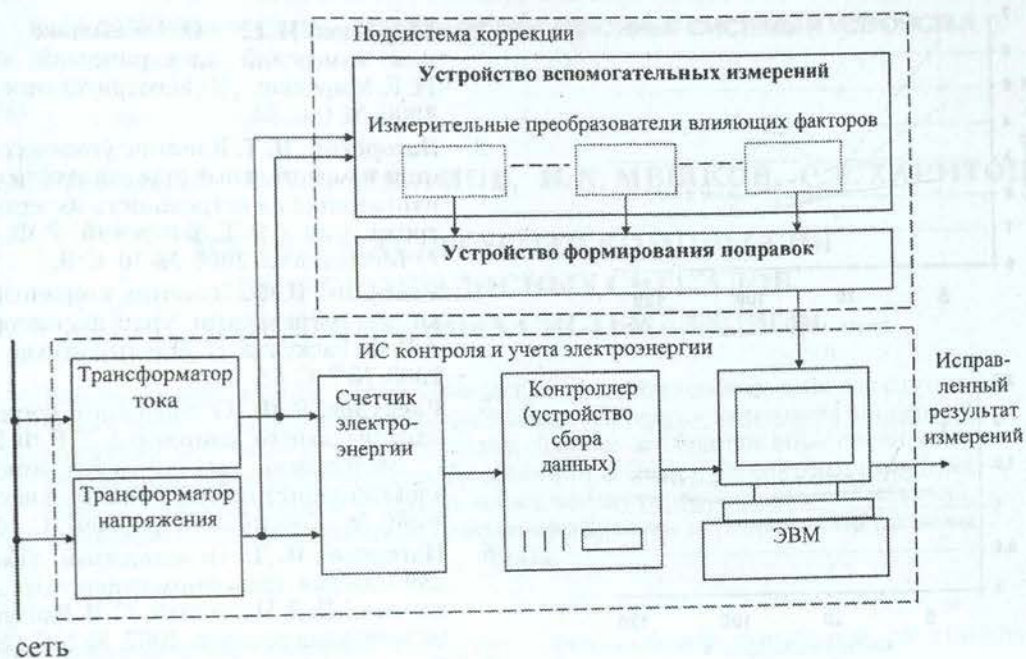 Подсистема коррекции
Устройство вспомогательных измерений
Измерительные преобразователи влияющих факторов
Устройство формирования поправок
ИС контроля и учета электроэнергии
Трансформатор
тока
Трансформатор
напряжения
Счетчик
электро-
энергии
Контроллер
(устройство
сбора
данных)
ЭВМ
Исправ-
ленный
результат
измерений
сеть